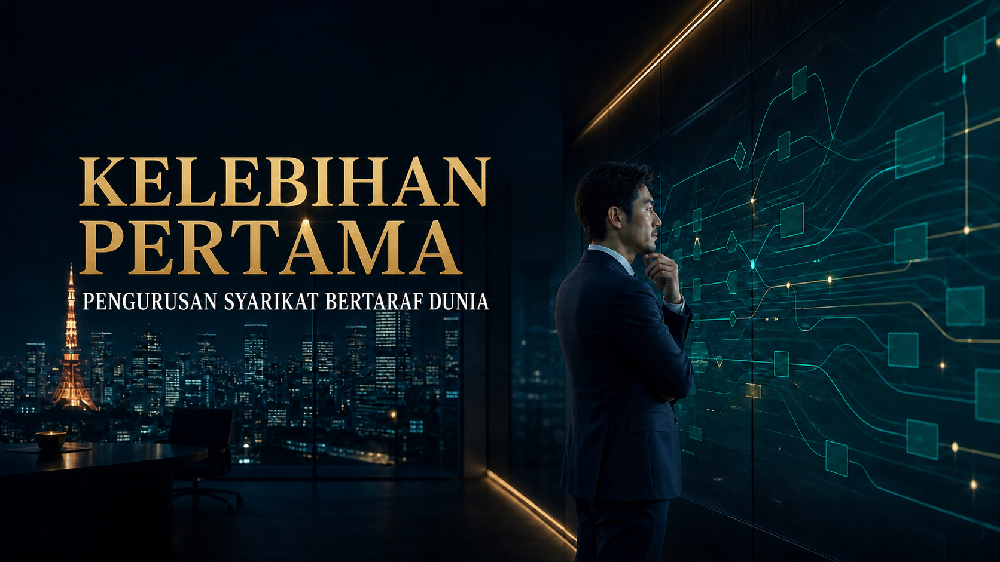 KELEBIHAN
PERTAMA
PENGURUSAN SYARIKAT BERTARAF DUNIA